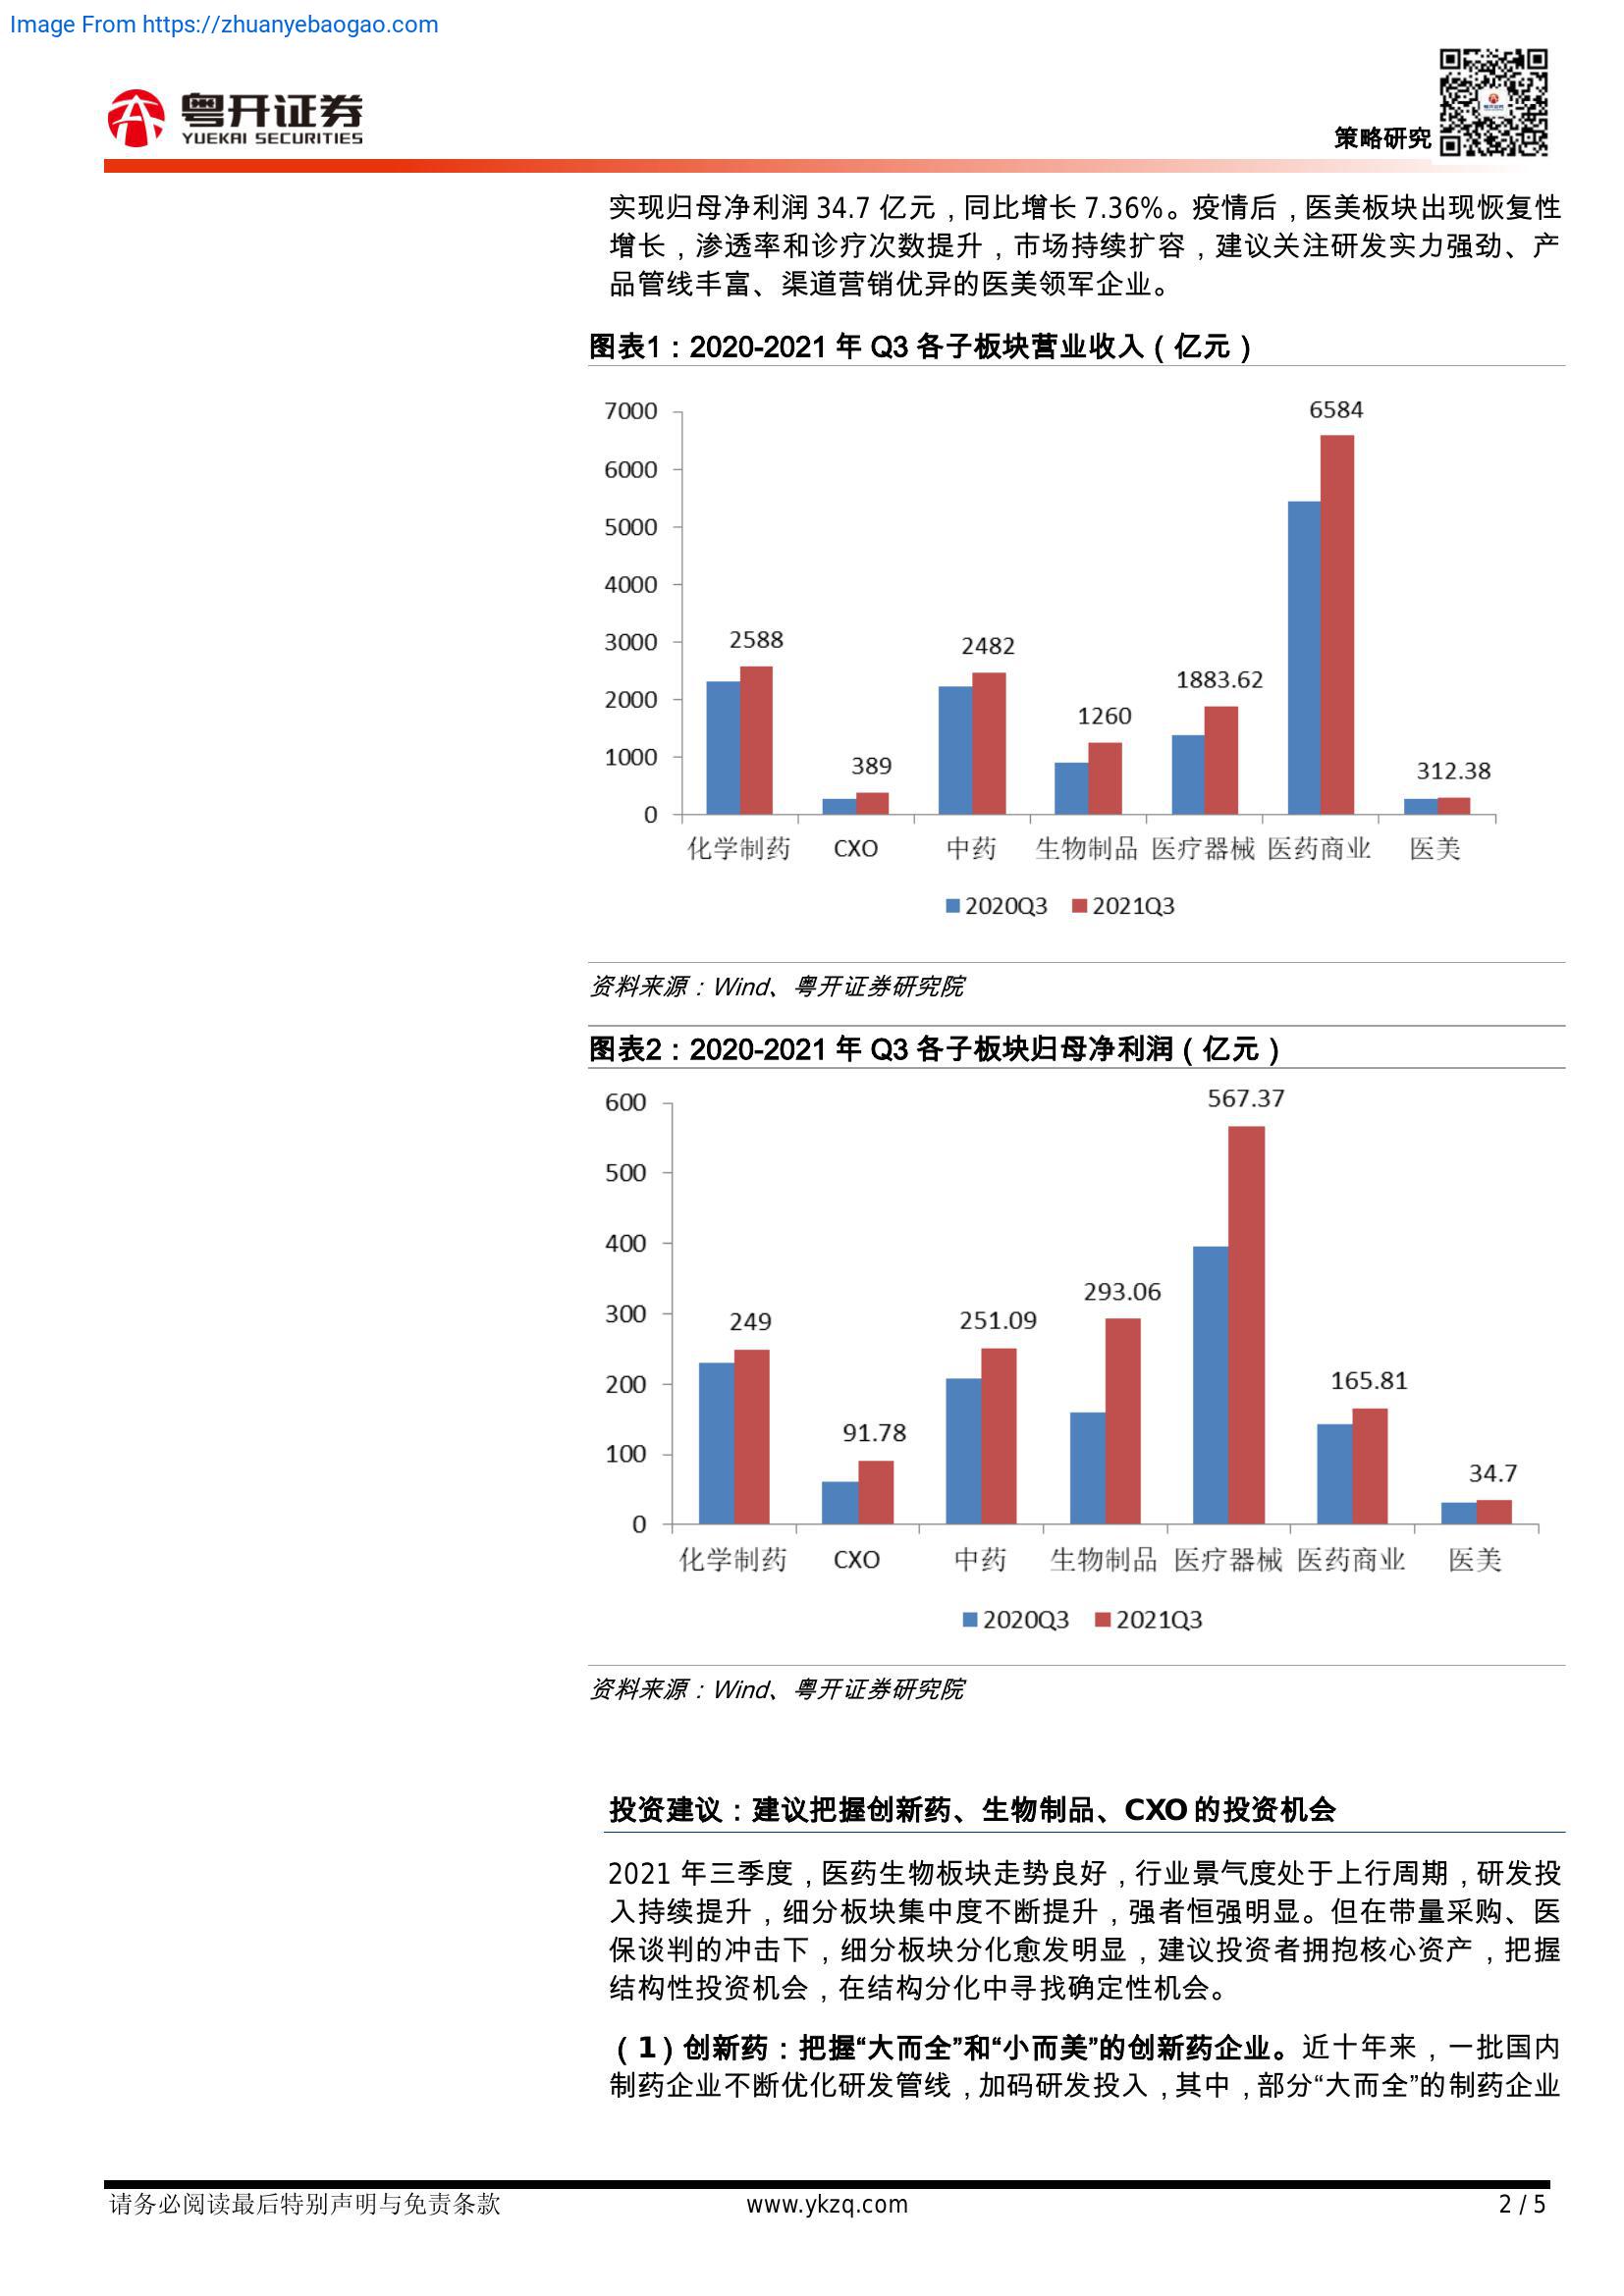 Image From https://zhuanyebaogao.com
粤开证券
YUEKAI SECURITIES
策略研究
实现归母净利润 34.7 亿元，同比增长 7.36%。疫情后，医美板块出现恢复性
增长，渗透率和诊疗次数提升，市场持续扩容，建议关注研发实力强劲、产
品管线丰富、渠道营销优异的医美领军企业。
图表1：2020-2021 年 Q3 各子板块营业收入（亿元）
7000
6000
5000
4000
3000
2000
1000
0
2588
389
2482
1260
1883.62
6584
312.38
化学制药 CXO 中药 生物制品 医疗器械 医药商业 医美
2020Q3 2021Q3
资料来源：Wind、粤开证券研究院
图表2：2020-2021 年 Q3 各子板块归母净利润（亿元）
600
500
400
300
200
100
0
249
91.78
251.09
293.06
567.37
165.81
34.7
化学制药 CXO 中药 生物制品 医疗器械 医药商业 医美
2020Q3 2021Q3
资料来源：Wind、粤开证券研究院
投资建议：建议把握创新药、生物制品、CXO 的投资机会
2021 年三季度，医药生物板块走势良好，行业景气度处于上行周期，研发投
入持续提升，细分板块集中度不断提升，强者恒强明显。但在带量采购、医
保谈判的冲击下，细分板块分化愈发明显，建议投资者拥抱核心资产，把握
结构性投资机会，在结构分化中寻找确定性机会。
（1）创新药：把握“大而全”和“小而美”的创新药企业。近十年来，一批国内
制药企业不断优化研发管线，加码研发投入，其中，部分“大而全”的制药企业
请务必阅读最后特别声明与免责条款
www.ykzq.com
2 / 5